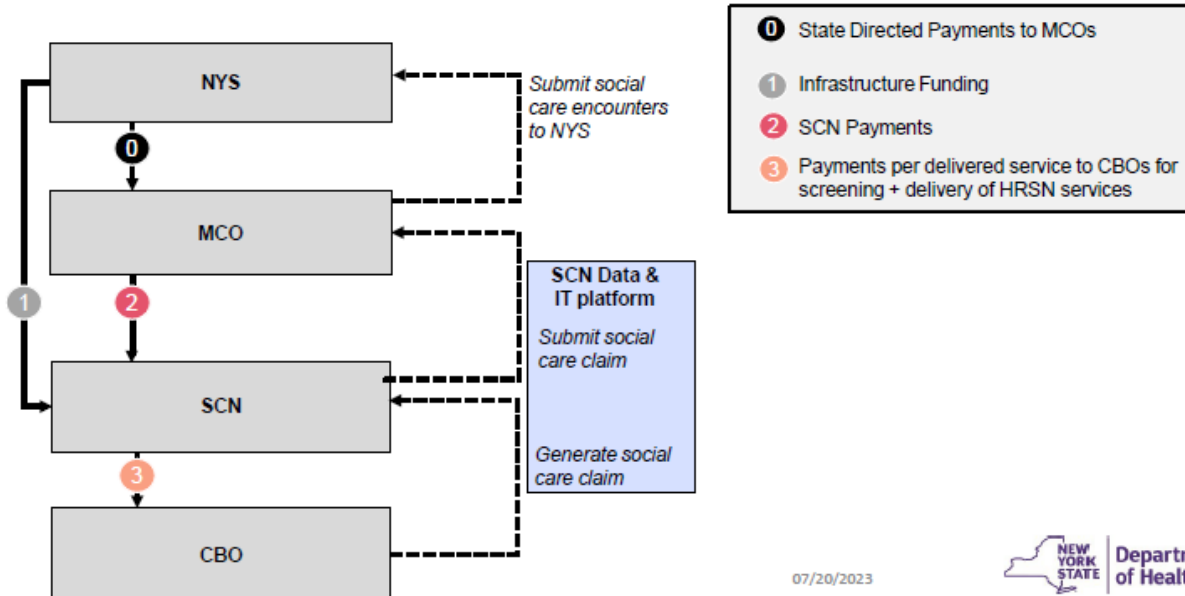 NYS
0
MCO
1
2
SCN
3
CBO
Submit social
care encounters
to NYS
SCN Data &
IT platform
Submit social
care claim
Generate social
care claim
0 State Directed Payments to MCOs
1 Infrastructure Funding
2 SCN Payments
3 Payments per delivered service to CBOs for
screening + delivery of HRSN services
07/20/2023
NEW
YORK
STATE
Departm
of Healt